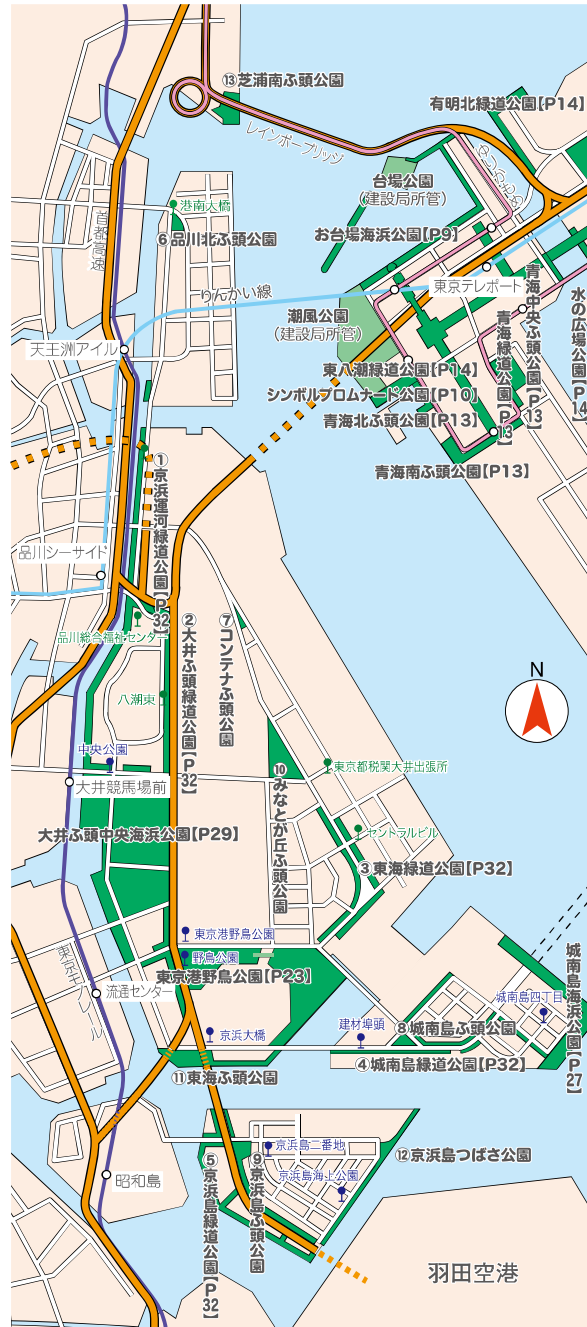 ⑬芝浦南ふ頭公園
有明北緑道公園【P14】
レインボーブリッジ
ゆりかもめ
台場公園
(建設局所管)
港南大橋
首都高速
⑥品川北ふ頭公園
お台場海浜公園【P9】
りんかい線
東京テレポート
潮風公園
(建設局所管)
青海中央ふ頭公園【P13】
水の広場公園【P14】
青海緑道公園【P13】
天王洲アイル
東八潮緑道公園【P14】
シンボルプロムナード公園【P10】
青海北ふ頭公園【P13】
青海南ふ頭公園【P13】
①京浜運河緑道公園【P32】
品川シーサイド
品川総合福祉センター
②大井ふ頭緑道公園【P32】
⑦コンテナふ頭公園
N
八潮東
中央公園
大井競馬場前
⑩みなとが丘ふ頭公園
東京都税関大井出張所
大井ふ頭中央海浜公園【P29】
セントラルビル
③東海緑道公園【P32】
東京港野鳥公園
野鳥公園
東京港野鳥公園【P23】
東京モノレール
流通センター
城南島海浜公園【P27】
城南島四丁目
京浜大橋
建材埠頭
⑧城南島ふ頭公園
④城南島緑道公園【P32】
⑪東海ふ頭公園
京浜島二番地
⑫京浜島つばさ公園
⑤京浜島緑道公園【P32】
⑨京浜島ふ頭公園
京浜島海上公園
昭和島
羽田空港